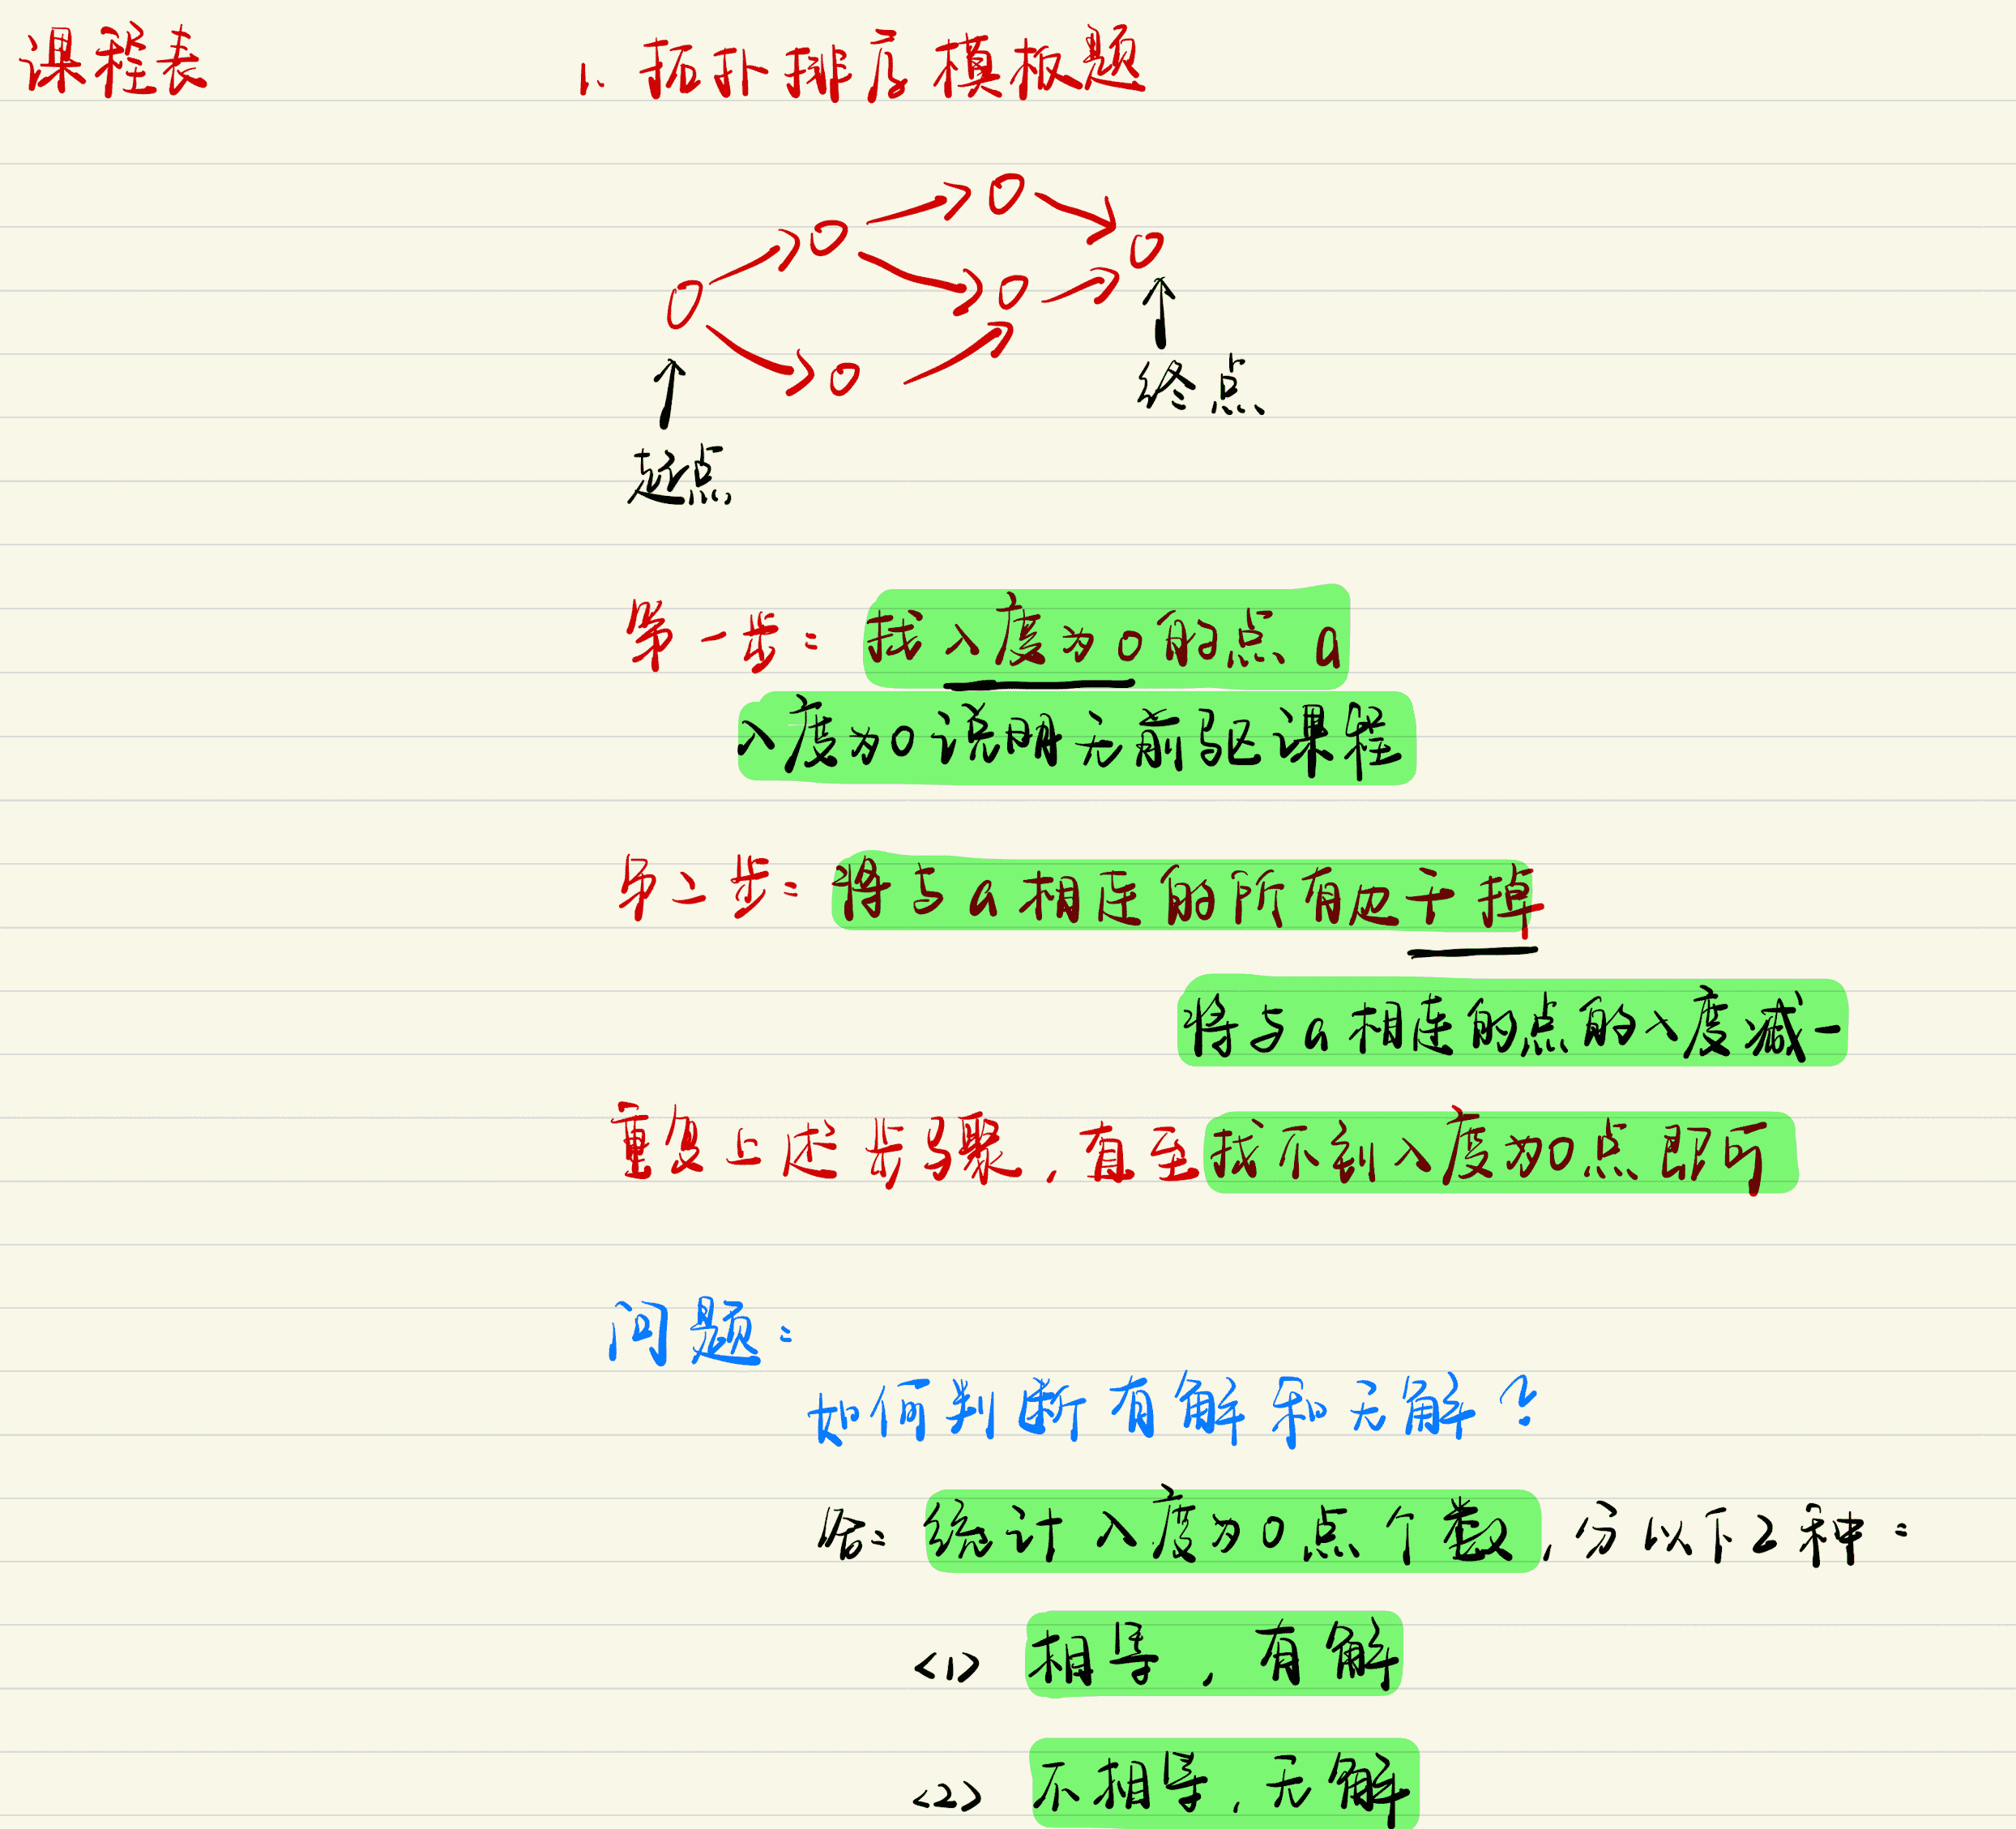 课程表
1. 拓扑排序模板题
终点
起点
第一步: 找入度为0的点a
入度为0说明无前驱课程
第二步: 将与a相连的所有边干掉
将与a相连的点的入度减一
重复上述步骤, 直至找不到入度为0点即可
问题:
如何判断有解和无解?
答: 统计入度为0点个数, 分以下2种:
<1> 相等, 有解
<2> 不相等, 无解